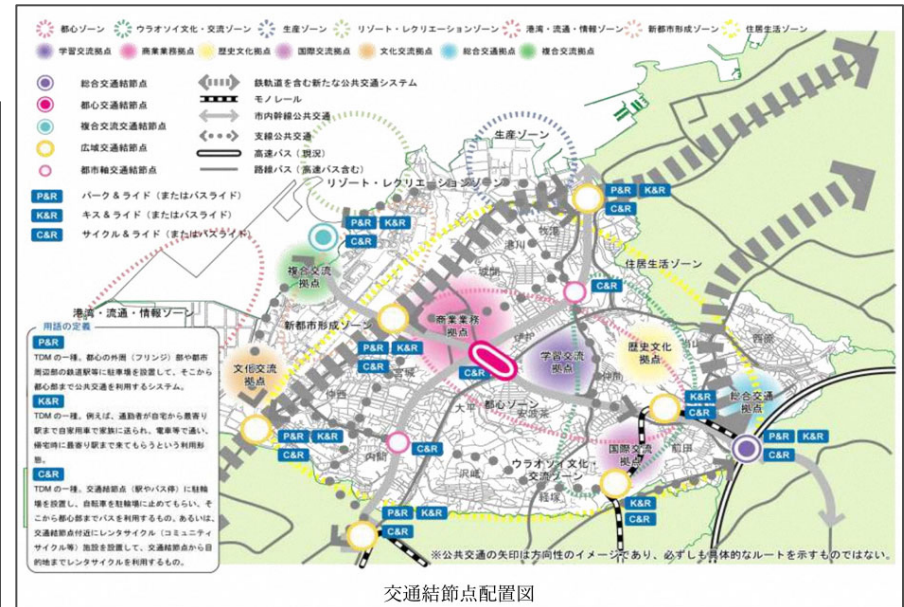 都心ゾーン ウラオソイ文化・交流ゾーン 生産ゾーン リゾート・レクリエーションゾーン 港湾・流通・情報ゾーン 新都市形成ゾーン 住居生活ゾーン
学習交流拠点 商業業務拠点 歴史文化拠点 国際交流拠点 文化交流拠点 総合交通拠点 複合交流拠点
総合交通結節点 鉄軌道を含む新たな公共交通システム
都心交通結節点 モノレール
複合交流交通結節点 市内幹線公共交通
広域交通結節点 支線公共交通
都市軸交通結節点 高速バス(現況)
路線バス(高速バス含む)
P&R パーク&ライド(またはバスライド)
K&R キス&ライド(またはバスライド)
C&R サイクル&ライド(またはバスライド)
生産ゾーン
リゾート・レクリエーションゾーン
P&R K&R
C&R
P&R K&R
C&R
牧港
港川
城間
住居生活ゾーン
複合交流
拠点
C&R
港湾・流通・情報ゾーン
新都市形成ゾーン
商業業務
拠点
伊祖
西原
用語の定義
P&R
TDMの一種。都心の外周(フリンジ)部や都市
周辺部の鉄道駅等に駐車場を設置して、そこから
都心部まで公共交通を利用するシステム。
K&R
TDMの一種。例えば、通勤者が自宅から最寄り
駅まで自家用車で家族に送られ、電車等で通い、
帰宅時に最寄り駅まで来てもらうという利用形
態。
C&R
TDMの一種。交通結節点(駅やバス停)に駐輪
場を設置し、自転車を駐輪場に止めてもらい、そ
こから都心部までバスを利用するもの。あるいは、
交通結節点付近にレンタサイクル(コミュニティ
サイクル等)施設を設置して、交通結節点から目
的地までレンタサイクルを利用するもの。
P&R K&R
C&R
宮城
C&R
学習交流
拠点
歴史文化
拠点
仲間
文化交流
拠点
仲西
大平
都心ゾーン
安波茶
K&R
C&R
総合交通
拠点
P&R K&R
C&R
内間
C&R
沢岻
ウラオソイ文化・
交流ゾーン
経塚
国際交流
拠点
前田
P&R K&R
C&R
K&R
C&R
P&R K&R
C&R
※公共交通の矢印は方向性のイメージであり、必ずしも具体的なルートを示すものではない。
交通結節点配置図